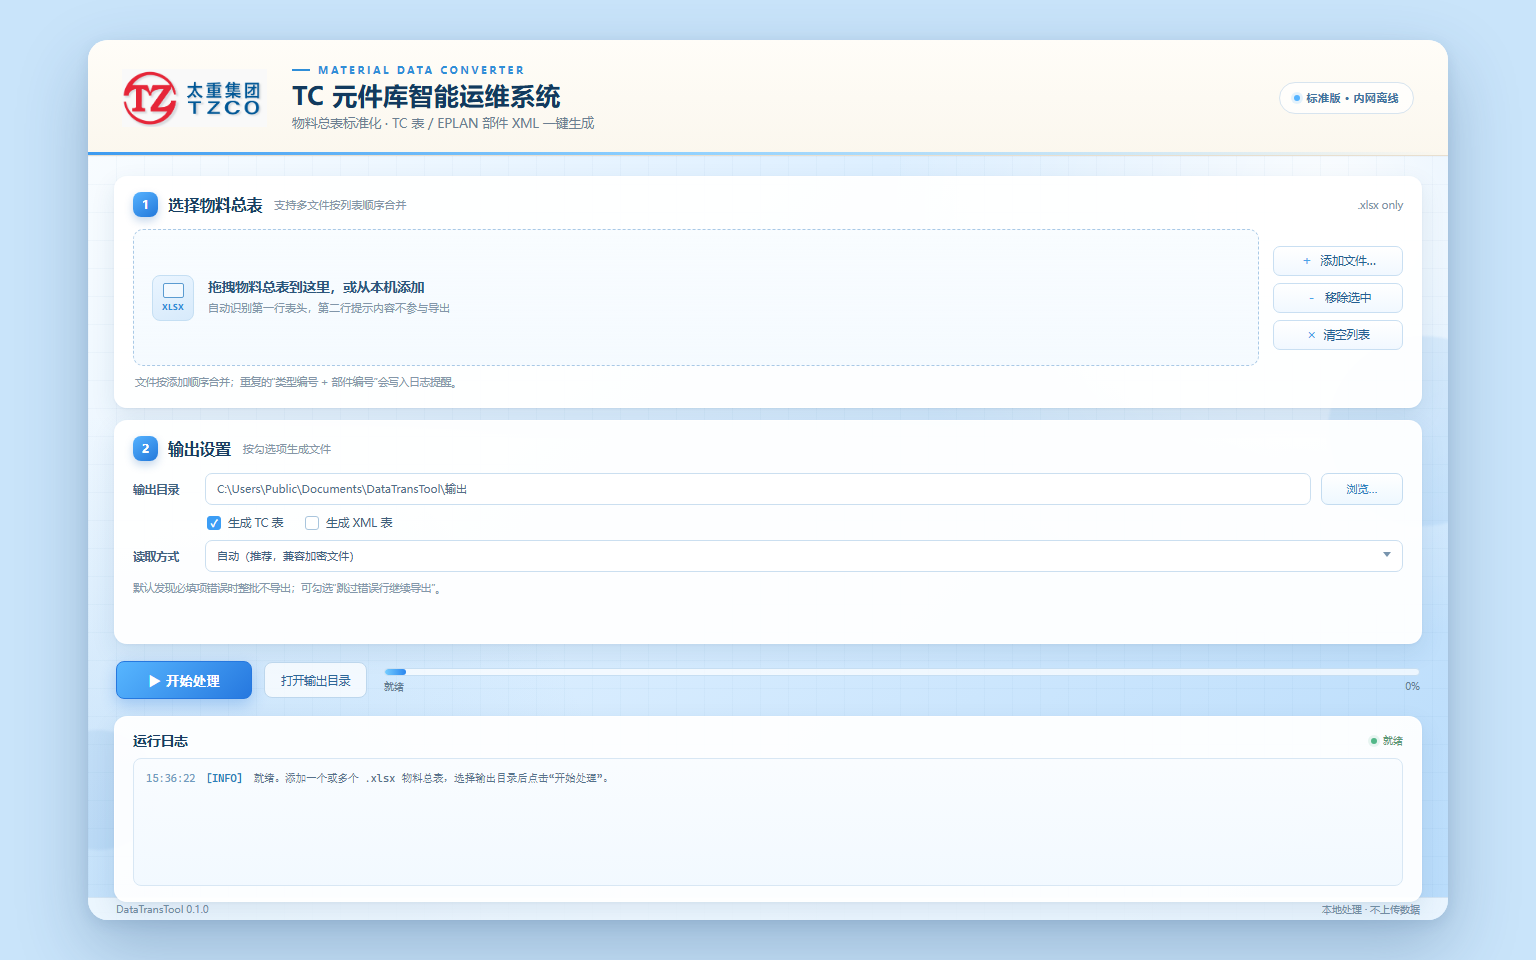 TZ 太重集团
TZCO
MATERIAL DATA CONVERTER
TC 元件库智能运维系统
物料总表标准化 · TC 表 / EPLAN 部件 XML 一键生成
标准版 • 内网离线
1 选择物料总表 支持多文件按列表顺序合并 .xlsx only
XLSX
拖拽物料总表到这里，或从本机添加
自动识别第一行表头，第二行提示内容不参与导出
+ 添加文件...
- 移除选中
× 清空列表
文件按添加顺序合并；重复的“类型编号 + 部件编号”会写入日志提醒。
2 输出设置 按勾选项生成文件
输出目录 C:\Users\Public\Documents\DataTransTool\输出 浏览...
生成 TC 表 生成 XML 表
读取方式 自动（推荐，兼容加密文件）
默认发现必填项错误时整批不导出；可勾选“跳过错误行继续导出”。
▶ 开始处理 打开输出目录
就绪 0%
运行日志 就绪
15:36:22 [INFO] 就绪。添加一个或多个 .xlsx 物料总表，选择输出目录后点击“开始处理”。
DataTransTool 0.1.0 本地处理 · 不上传数据